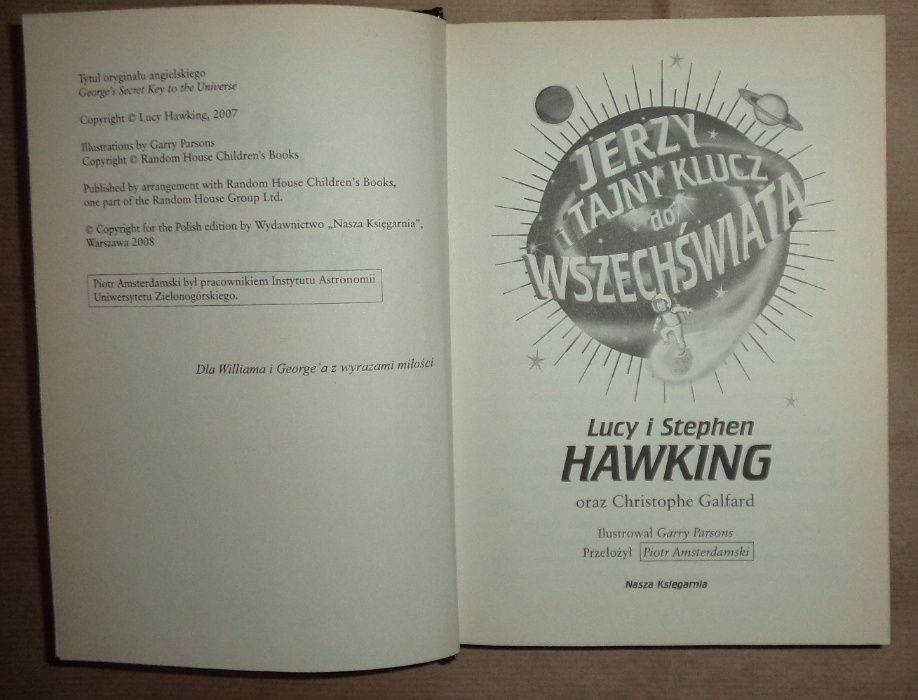 Tytuł oryginału angielskiego
George's Secret Key to the Universe
Copyright © Lucy Hawking, 2007
Illustrations by Garry Parsons
Copyright © Random House Children's Books
Published by arrangement with Random House Children's Books,
one part of the Random House Group Ltd.
© Copyright for the Polish edition by Wydawnictwo „Nasza Księgarnia",
Warszawa 2008
Piotr Amsterdamski był pracownikiem Instytutu Astronomii
Uniwersytetu Zielonogórskiego.
Dla Williama i George'a z wyrazami miłości
JERZY
i TAJNY KLUCZ
do
WSZECHŚWIATA
Lucy i Stephen
HAWKING
oraz Christophe Galfard
Ilustrował Garry Parsons
Przełożył Piotr Amsterdamski
Nasza Księgarnia